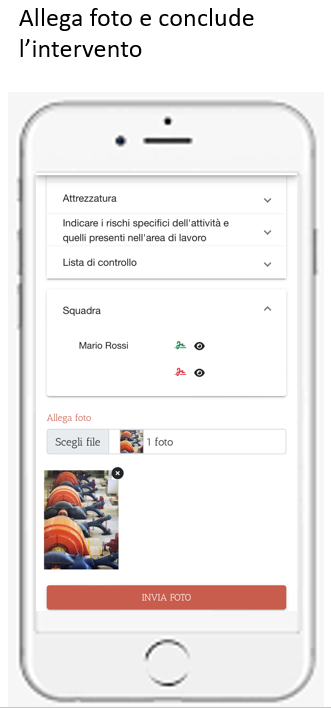 Allega foto e conclude
l’intervento
Attrezzatura
Indicare i rischi specifici dell'attività e
quelli presenti nell'area di lavoro
Lista di controllo
Squadra
Mario Rossi
Allega foto
Scegli file 1 foto
INVIA FOTO